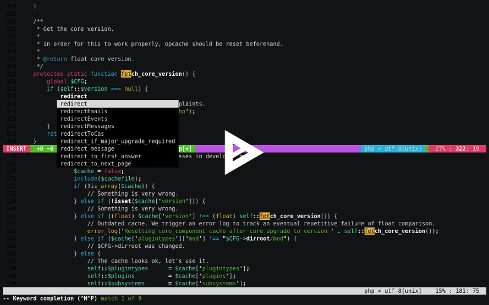 }
/**
* Get the core version.
*
* In order for this to work properly, opcache should be reset beforehand.
*
* @return float core version.
*/
protected static function fetch_core_version() {
global $CFG;
if (self::$version === null) {
redirect
redirect plaints.
redirectEmails hp");
redirectEvents
} redirectMessages
ret redirectToCas
} redirect_if_major_upgrade_required
INSERT +0 ~0 redirect_message p[+] php < utf-8[unix] 27% : 322: 19
redirect_to_first_answer sses in develo
redirect_to_next_page
$cache = false;
include($cachefile);
if (!is_array($cache)) {
// Something is very wrong.
} else if (!isset($cache["version"])) {
// Something is very wrong.
} else if ((float) $cache['version'] !== (float) self::fetch_core_version()) {
// Outdated cache. We trigger an error log to track an eventual repetitive failure of float comparison.
error_log('Resetting core_component cache after core upgrade to version ' . self::fetch_core_version());
} else if ($cache['plugintypes']['mod'] !== "$CFG->dirroot/mod") {
// $CFG->dirroot was changed.
} else {
// The cache looks ok, let's use it.
self::$plugintypes = $cache['plugintypes'];
self::$plugins = $cache['plugins'];
self::$subsystems = $cache['subsystems'];
php < utf-8[unix] 15% : 181: 75
-- Keyword completion (^N^P) match 1 of 9